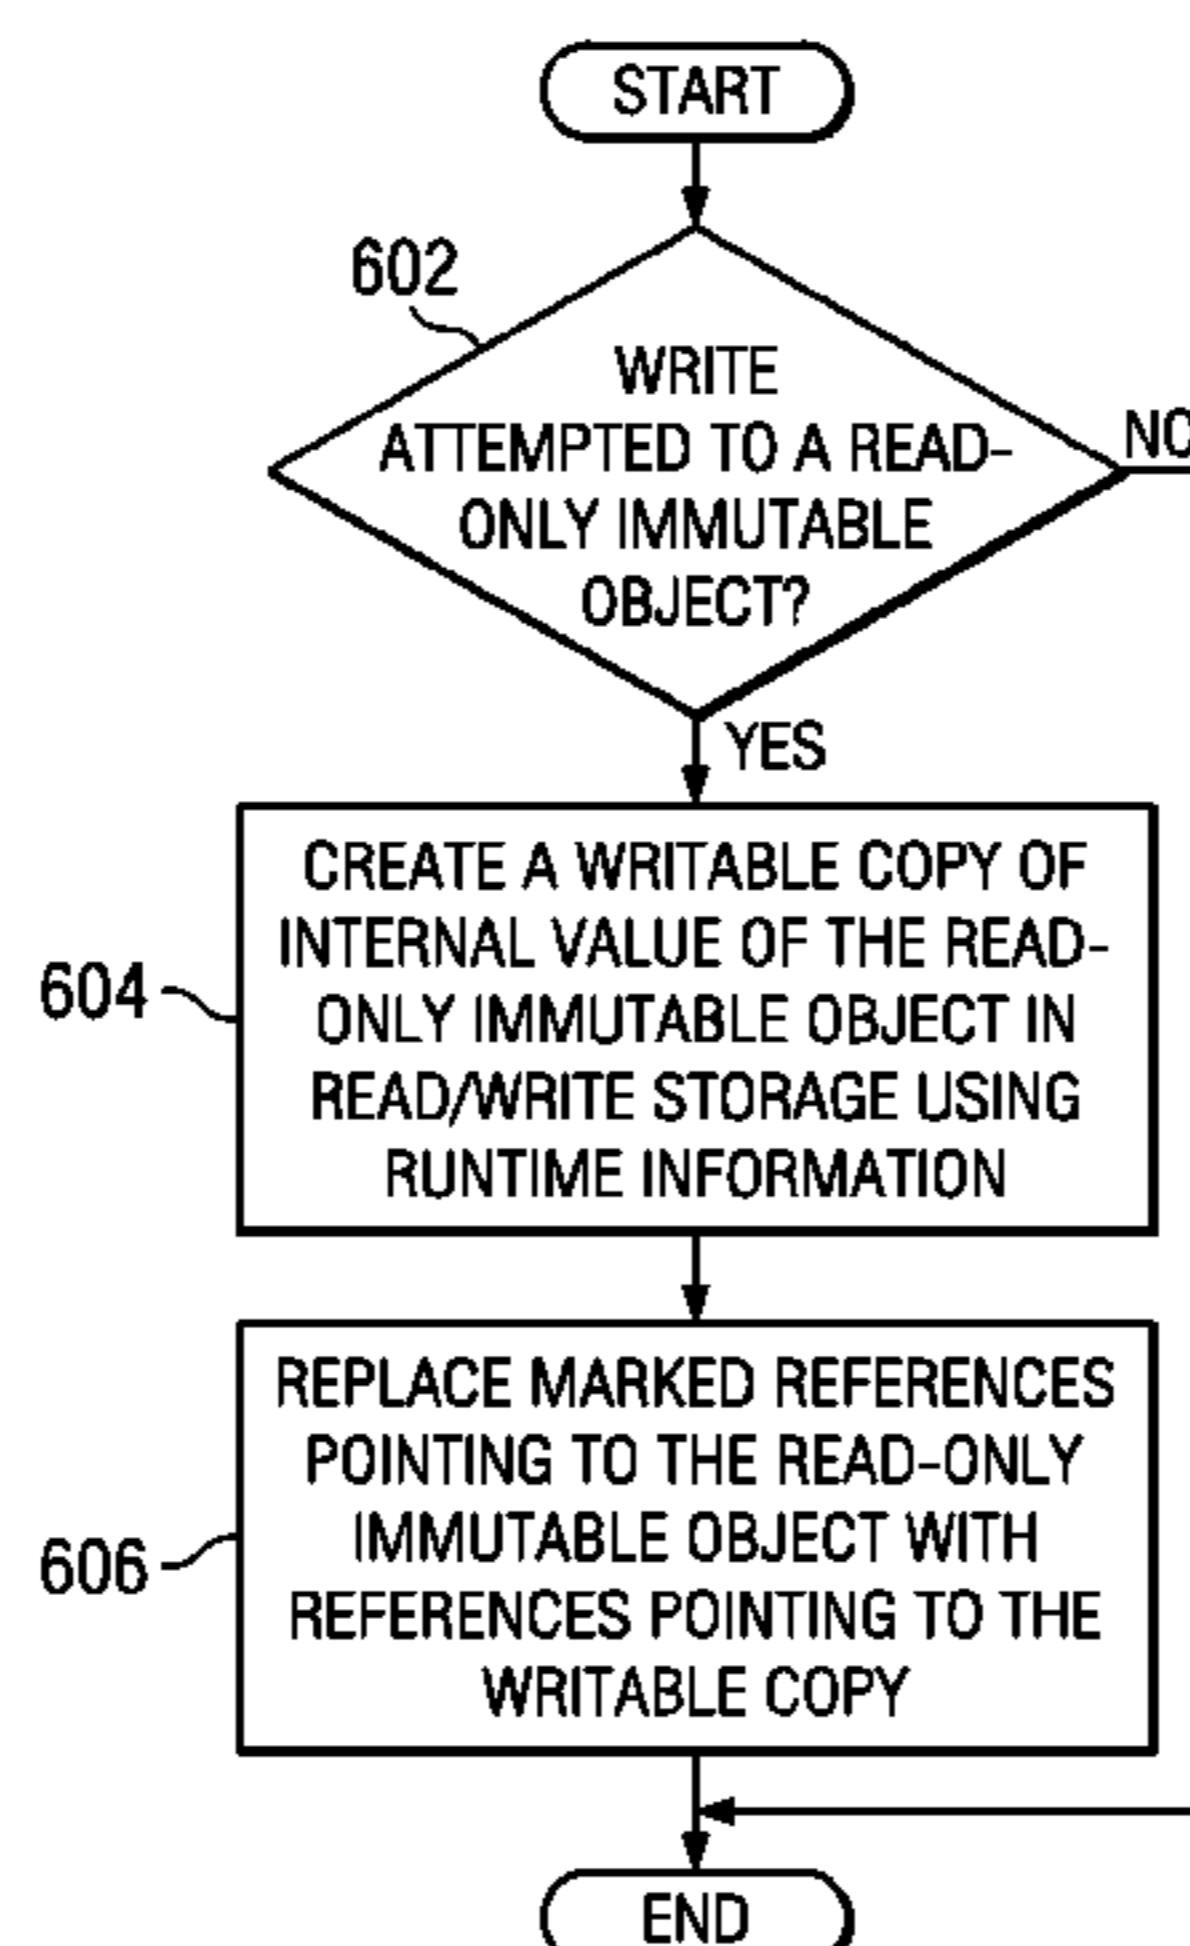 START
602
WRITE
ATTEMPTED TO A READ-
ONLY IMMUTABLE
OBJECT?
NO
YES
604
CREATE A WRITABLE COPY OF
INTERNAL VALUE OF THE READ-
ONLY IMMUTABLE OBJECT IN
READ/WRITE STORAGE USING
RUNTIME INFORMATION
606
REPLACE MARKED REFERENCES
POINTING TO THE READ-ONLY
IMMUTABLE OBJECT WITH
REFERENCES POINTING TO THE
WRITABLE COPY
END